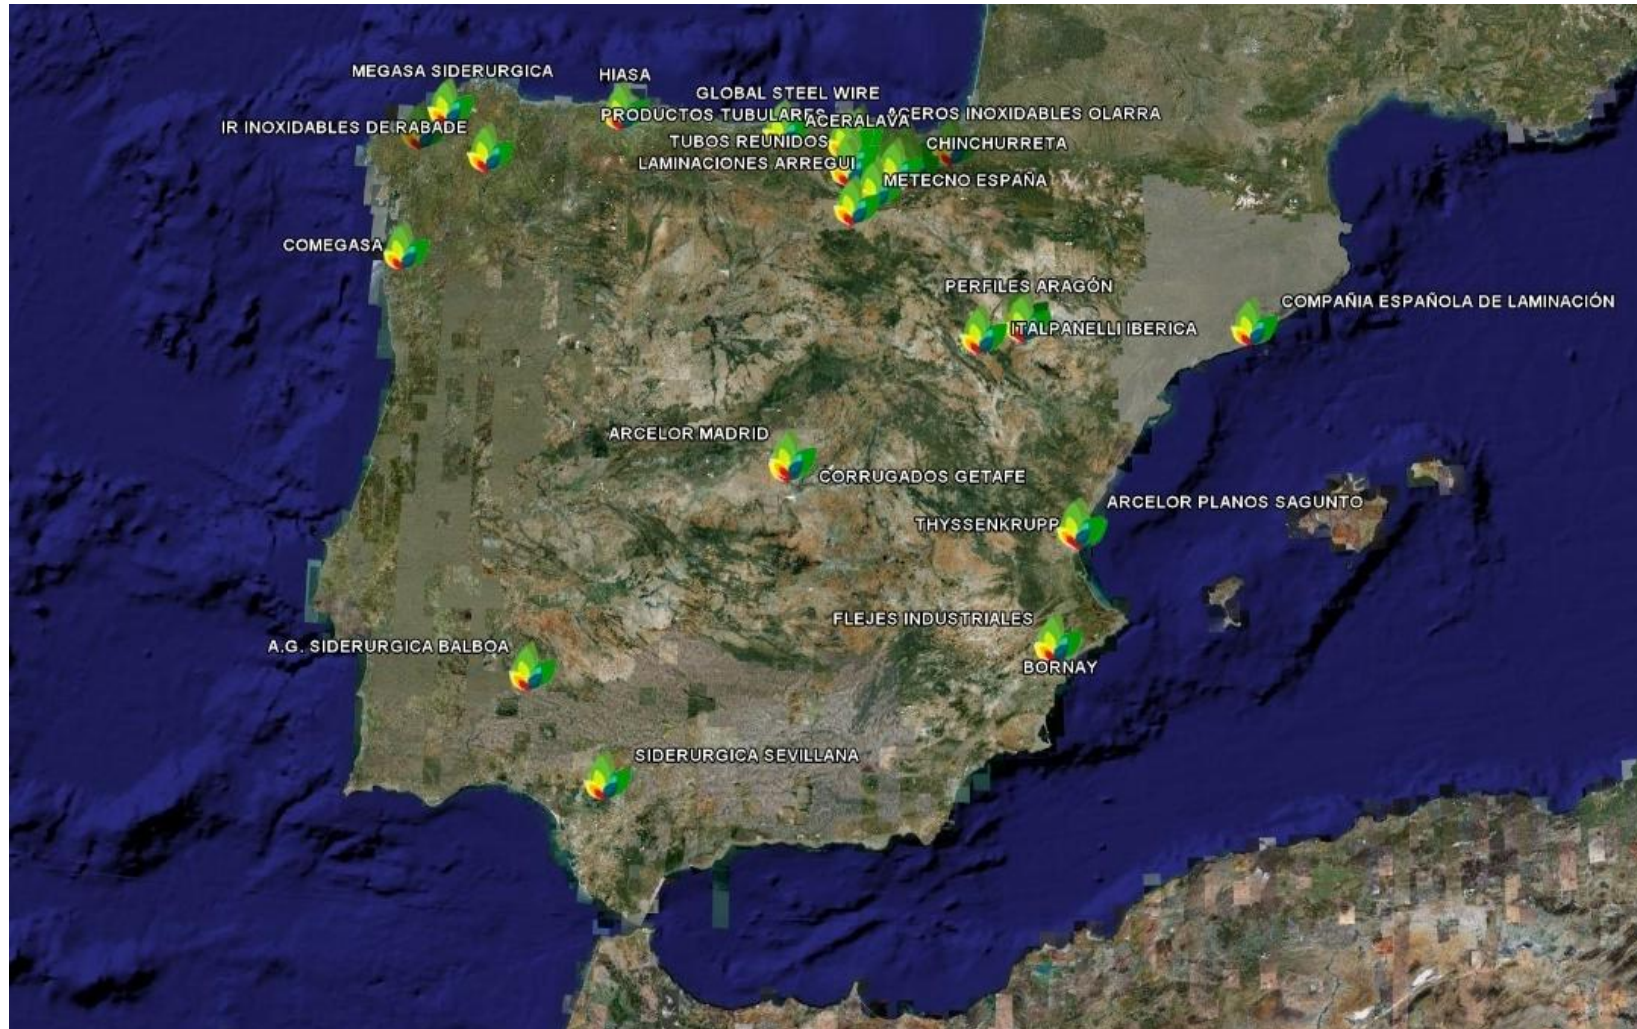 MEGASA SIDERURGICA
HIASA
GLOBAL STEEL WIRE
PRODUCTOS TUBULARES
ACERALAVA
ACEROS INOXIDABLES OLARRA
IR INOXIDABLES DE RABADE
TUBOS REUNIDOS
CHINCHURRETA
LAMINACIONES ARREGUI
METECNO ESPAÑA
COMEGASA
PERFILES ARAGÓN
COMPAÑIA ESPAÑOLA DE LAMINACIÓN
ITALPANELLI IBERICA
ARCELOR MADRID
CORRUGADOS GETAFE
ARCELOR PLANOS SAGUNTO
THYSSENKRUPP
FLEJES INDUSTRIALES
A.G. SIDERURGICA BALBOA
BORNAY
SIDERURGICA SEVILLANA